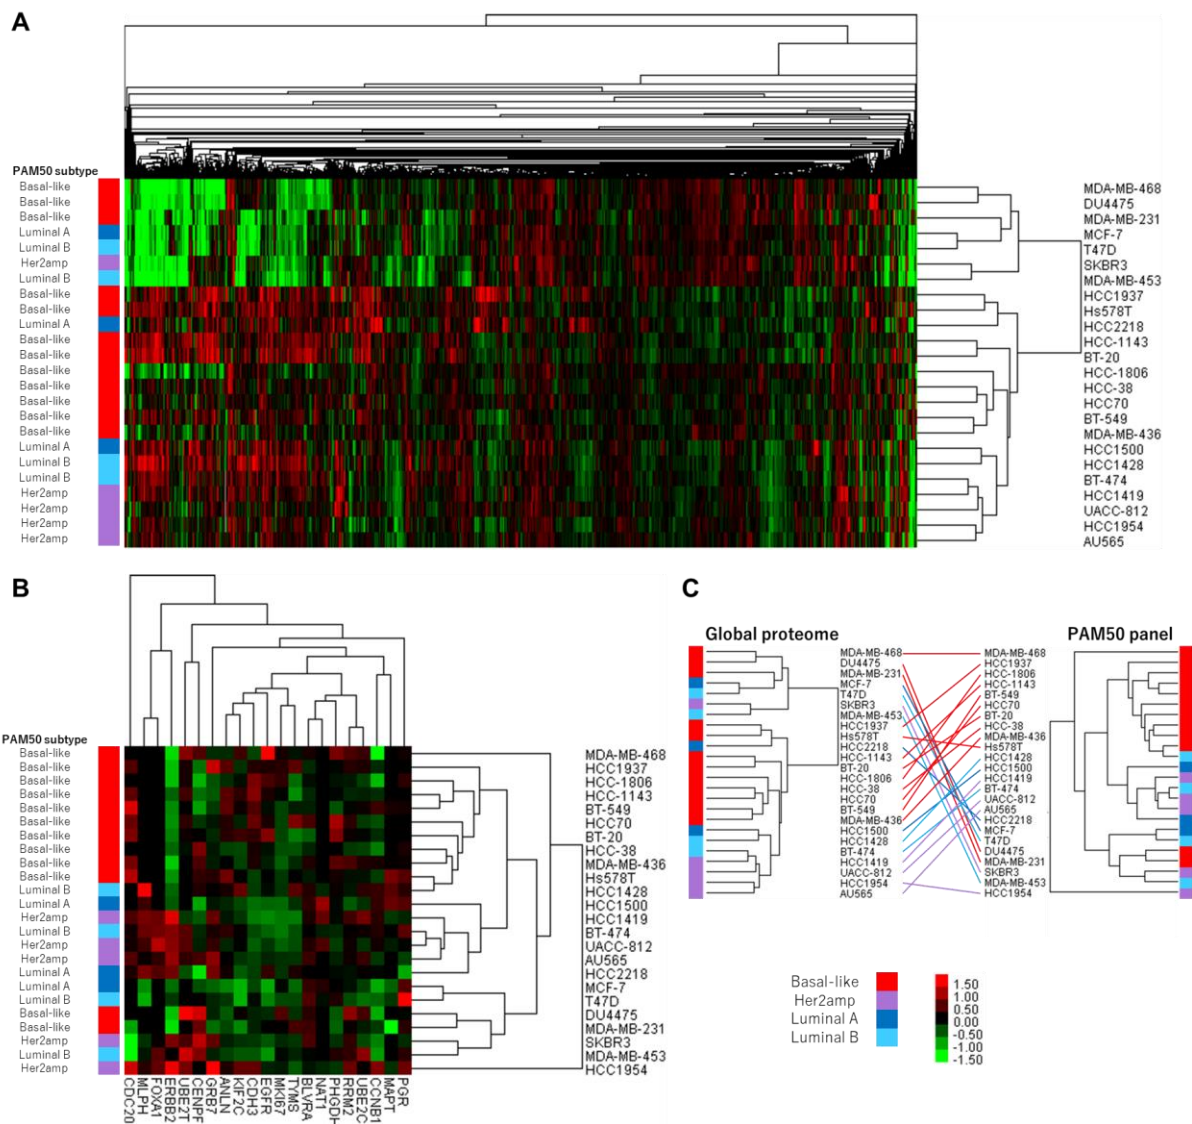 A
PAM50 subtype
Basal-like
Basal-like
Basal-like
Luminal A
Luminal B
Her2amp
Luminal B
Basal-like
Basal-like
Luminal A
Basal-like
Basal-like
Basal-like
Basal-like
Basal-like
Basal-like
Basal-like
Luminal A
Luminal B
Luminal B
Her2amp
Her2amp
Her2amp
Her2amp
MDA-MB-468
DU4475
MDA-MB-231
MCF-7
T47D
SKBR3
MDA-MB-453
HCC1937
Hs578T
HCC2218
HCC-1143
BT-20
HCC-1806
HCC-38
HCC70
BT-549
MDA-MB-436
HCC1500
HCC1428
BT-474
HCC1419
UACC-812
HCC1954
AU565
B
PAM50 subtype
Basal-like
Basal-like
Basal-like
Basal-like
Basal-like
Basal-like
Basal-like
Basal-like
Basal-like
Basal-like
Luminal B
Luminal A
Her2amp
Luminal B
Her2amp
Her2amp
Luminal A
Luminal A
Luminal B
Basal-like
Basal-like
Her2amp
Luminal B
Her2amp
MDA-MB-468
HCC1937
HCC-1806
HCC-1143
BT-549
HCC70
BT-20
HCC-38
MDA-MB-436
Hs578T
HCC1428
HCC1500
HCC1419
BT-474
UACC-812
AU565
HCC2218
MCF-7
T47D
DU4475
MDA-MB-231
SKBR3
MDA-MB-453
HCC1954
CDC20
MLPH
FOXA1
ERBB2
UBE2T
CENPF
GRB7
ANLN
KIF2C
CDH3
EGFR
MKI67
TYMS
BLVRA
NAT1
PHGDH
RRM2
UBE2C
CCNB1
MAPT
PGR
C
Global proteome
MDA-MB-468
DU4475
MDA-MB-231
MCF-7
T47D
SKBR3
MDA-MB-453
HCC1937
Hs578T
HCC2218
HCC-1143
BT-20
HCC-1806
HCC-38
HCC70
BT-549
MDA-MB-436
HCC1500
HCC1428
BT-474
HCC1419
UACC-812
HCC1954
AU565
PAM50 panel
MDA-MB-468
HCC1937
HCC-1806
HCC-1143
BT-549
HCC70
BT-20
HCC-38
MDA-MB-436
Hs578T
HCC1428
HCC1500
HCC1419
BT-474
UACC-812
AU565
HCC2218
MCF-7
T47D
DU4475
MDA-MB-231
SKBR3
MDA-MB-453
HCC1954
Basal-like
Her2amp
Luminal A
Luminal B
1.50
1.00
0.00
-0.50
-1.00
-1.50